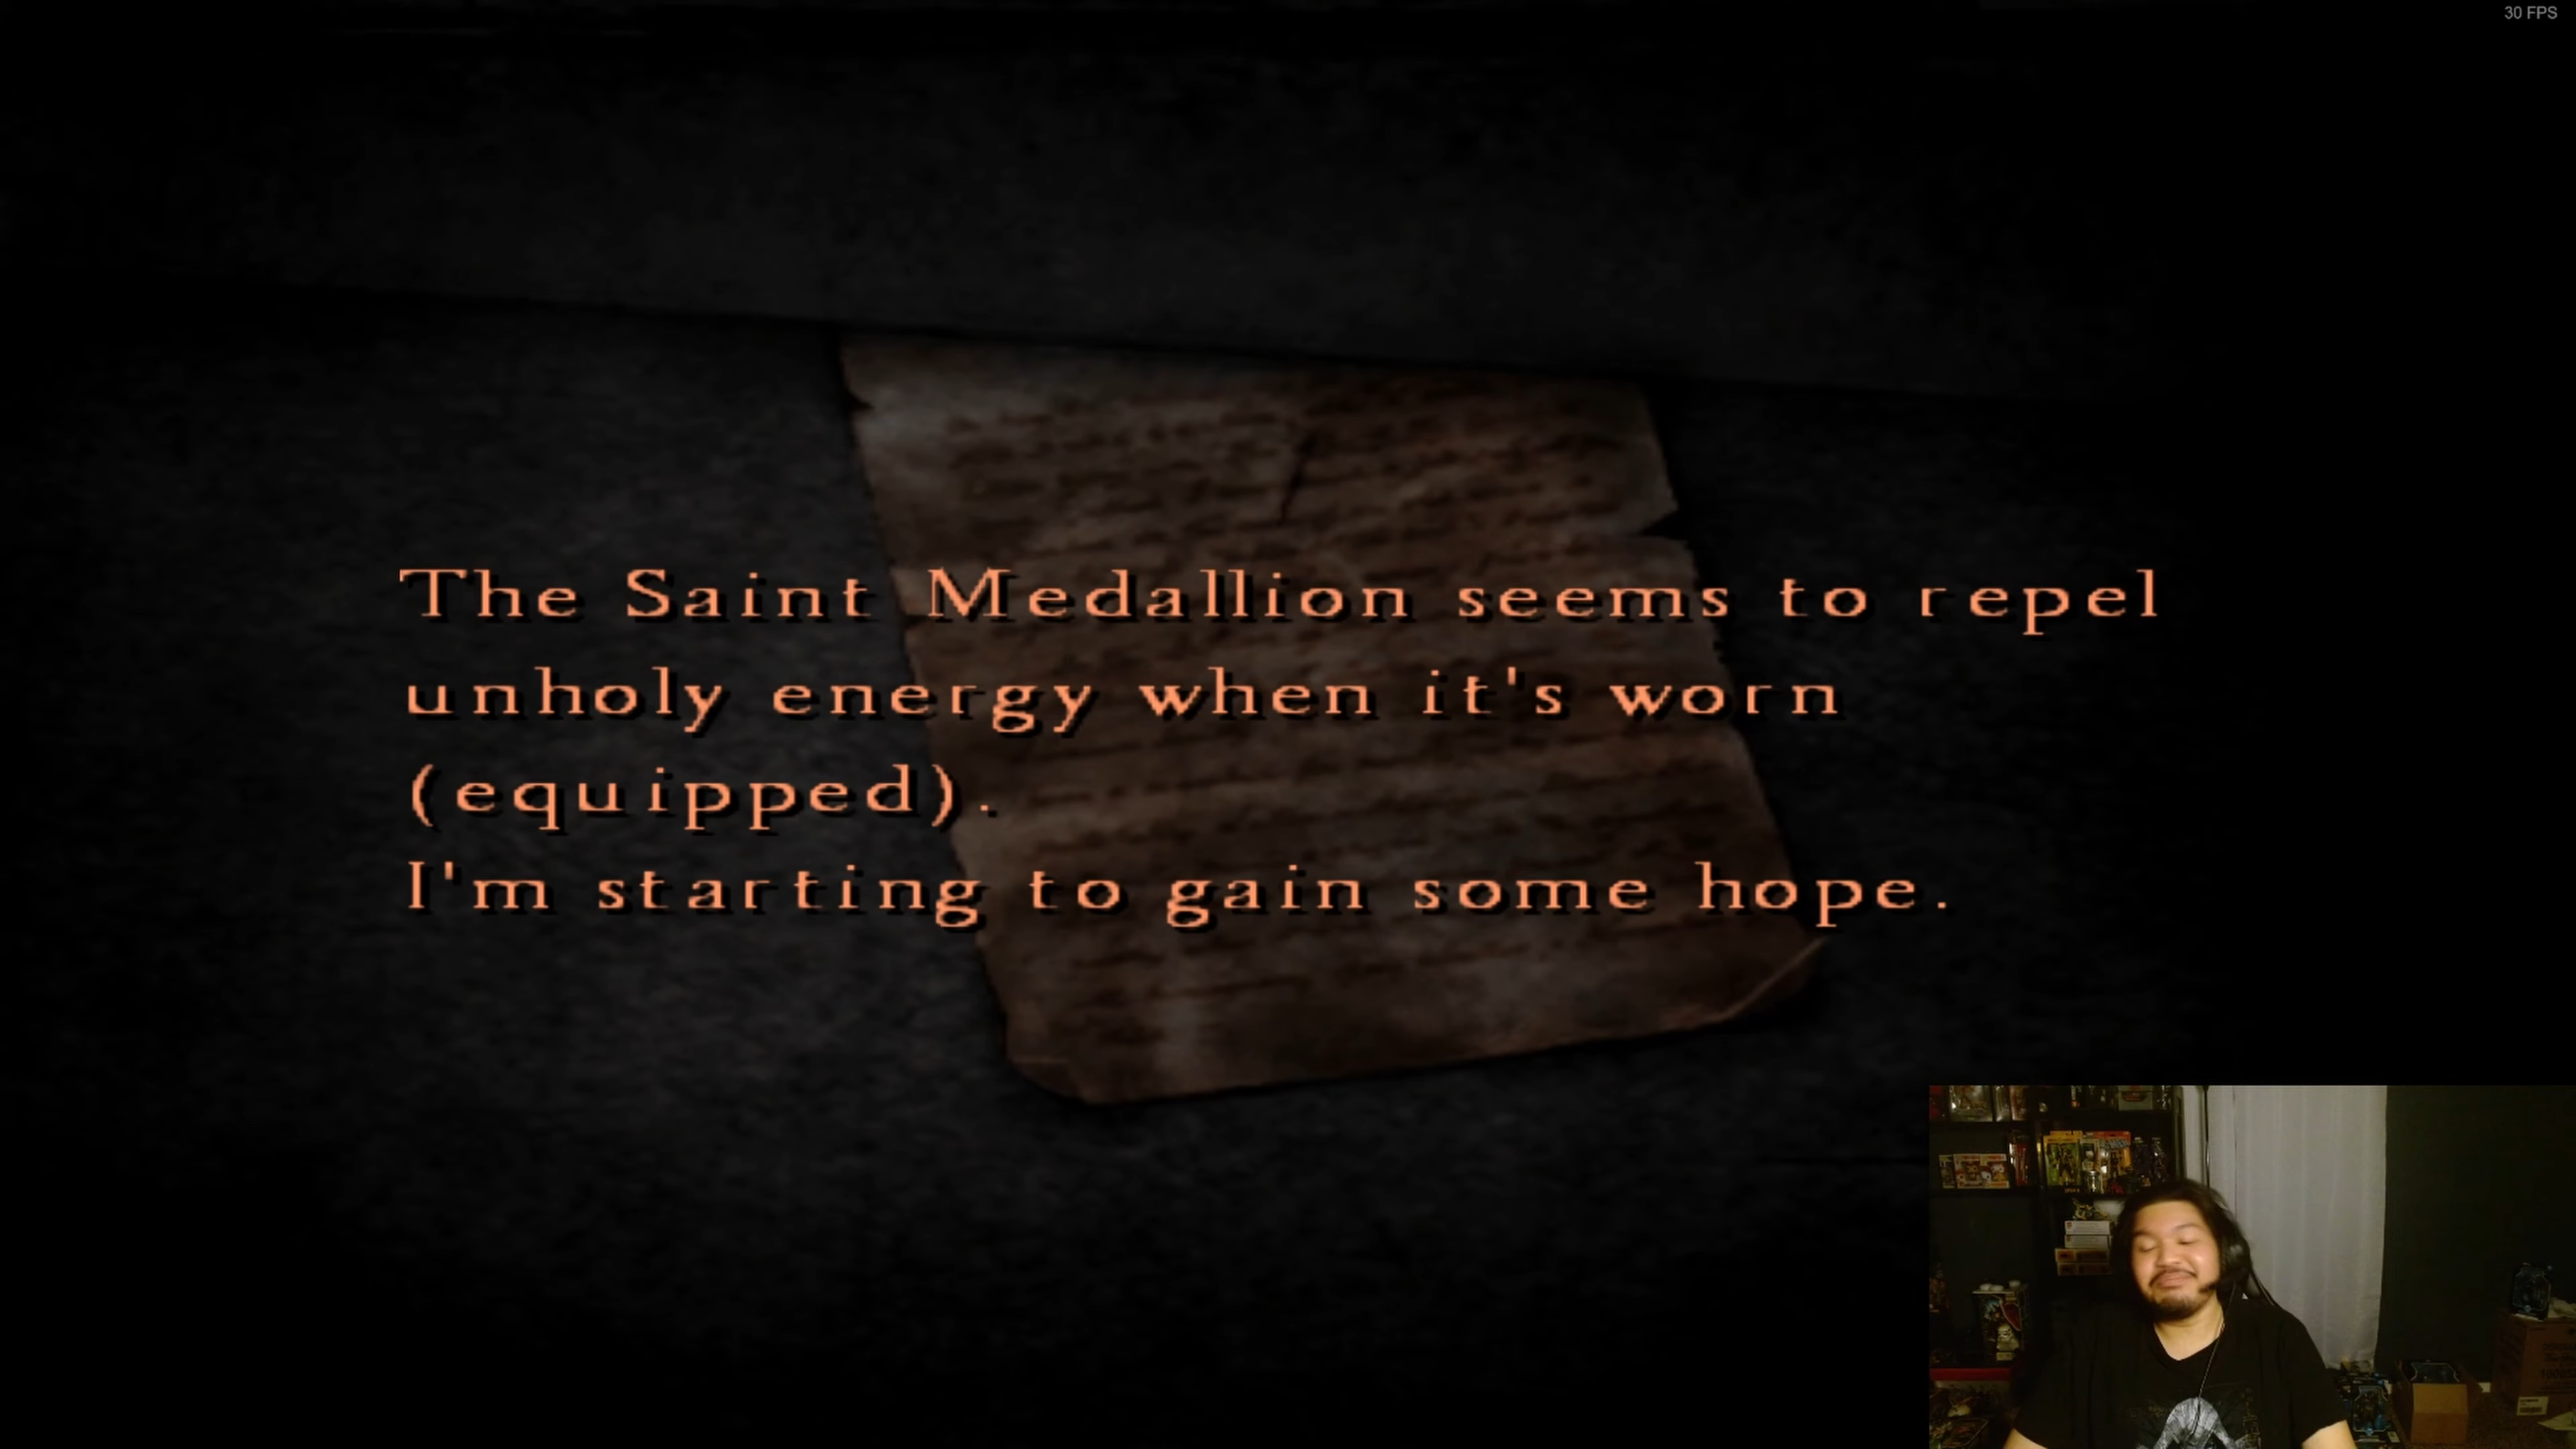 30 FPS
The Saint Medallion seems to repel
unholy energy when it's worn
(equipped).
I'm starting to gain some hope.